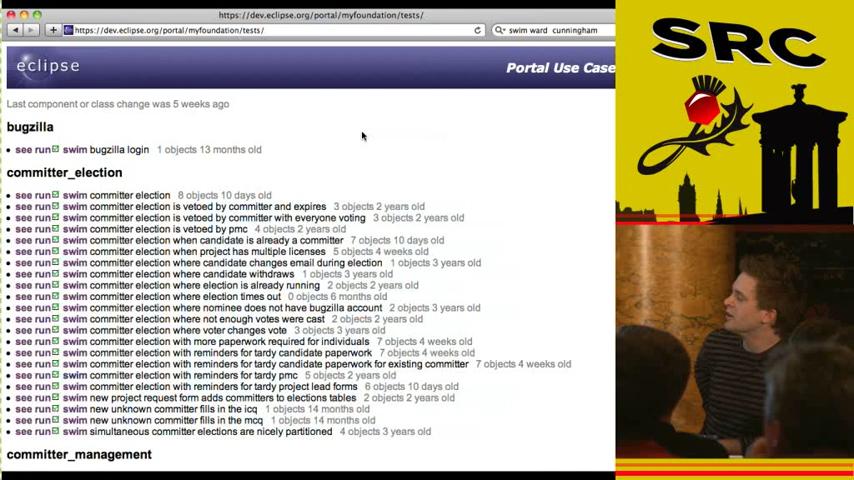 https://dev.eclipse.org/portal/myfoundation/tests/
https://dev.eclipse.org/portal/myfoundation/tests/
swim ward cunningham
eclipse
Portal Use Case
Last component or class change was 5 weeks ago
bugzilla
see run swim bugzilla login 1 objects 13 months old
committer_election
see run swim committer election 8 objects 10 days old
see run swim committer election is vetoed by committer and expires 3 objects 2 years old
see run swim committer election is vetoed by committer with everyone voting 3 objects 2 years old
see run swim committer election is vetoed by pmc 4 objects 2 years old
see run swim committer election when candidate is already a committer 7 objects 10 days old
see run swim committer election when project has multiple licenses 5 objects 4 weeks old
see run swim committer election where candidate changes email during election 1 objects 3 years old
see run swim committer election where candidate withdraws 1 objects 3 years old
see run swim committer election where election is already running 2 objects 2 years old
see run swim committer election where election times out 0 objects 6 months old
see run swim committer election where nominee does not have bugzilla account 2 objects 3 years old
see run swim committer election where not enough votes were cast 2 objects 2 years old
see run swim committer election where voter changes vote 3 objects 3 years old
see run swim committer election with more paperwork required for individuals 7 objects 4 weeks old
see run swim committer election with reminders for tardy candidate paperwork 7 objects 4 weeks old
see run swim committer election with reminders for tardy candidate paperwork for existing committer 7 objects 4 weeks old
see run swim committer election with reminders for tardy pmc 5 objects 2 years old
see run swim committer election with reminders for tardy project lead forms 6 objects 10 days old
see run swim new project request form adds committers to elections tables 2 objects 2 years old
see run swim new unknown committer fills in the icq 1 objects 14 months old
see run swim new unknown committer fills in the mcq 1 objects 14 months old
see run swim simultaneous committer elections are nicely partitioned 4 objects 3 years old
committer_management
SRC